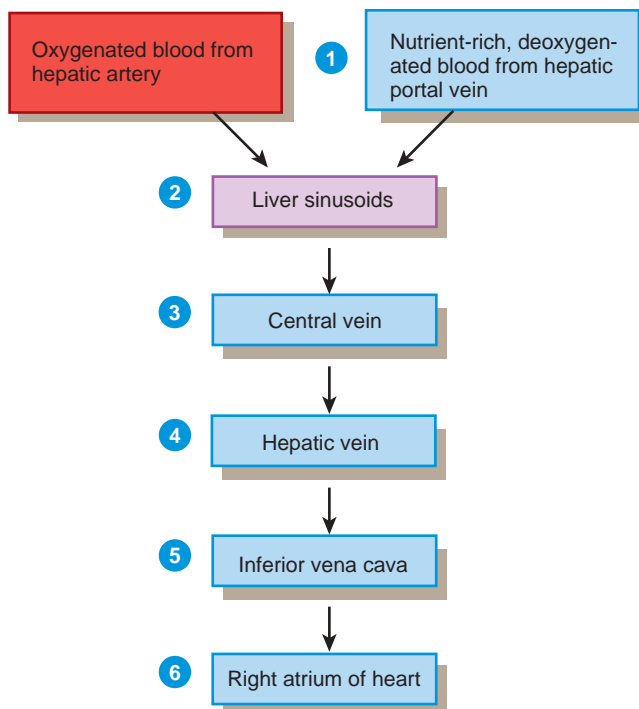 Oxygenated blood from
hepatic artery
1
Nutrient-rich, deoxygen-
ated blood from hepatic
portal vein
2
Liver sinusoids
3
Central vein
4
Hepatic vein
5
Inferior vena cava
6
Right atrium of heart